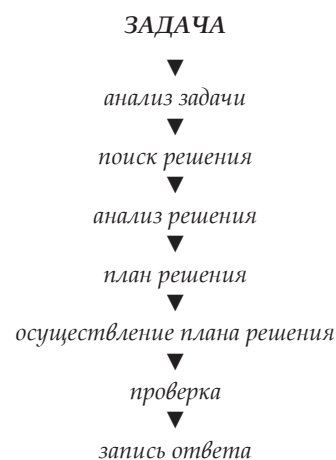 ЗАДАЧА
анализ задачи
поиск решения
анализ решения
план решения
осуществление плана решения
проверка
запись ответа